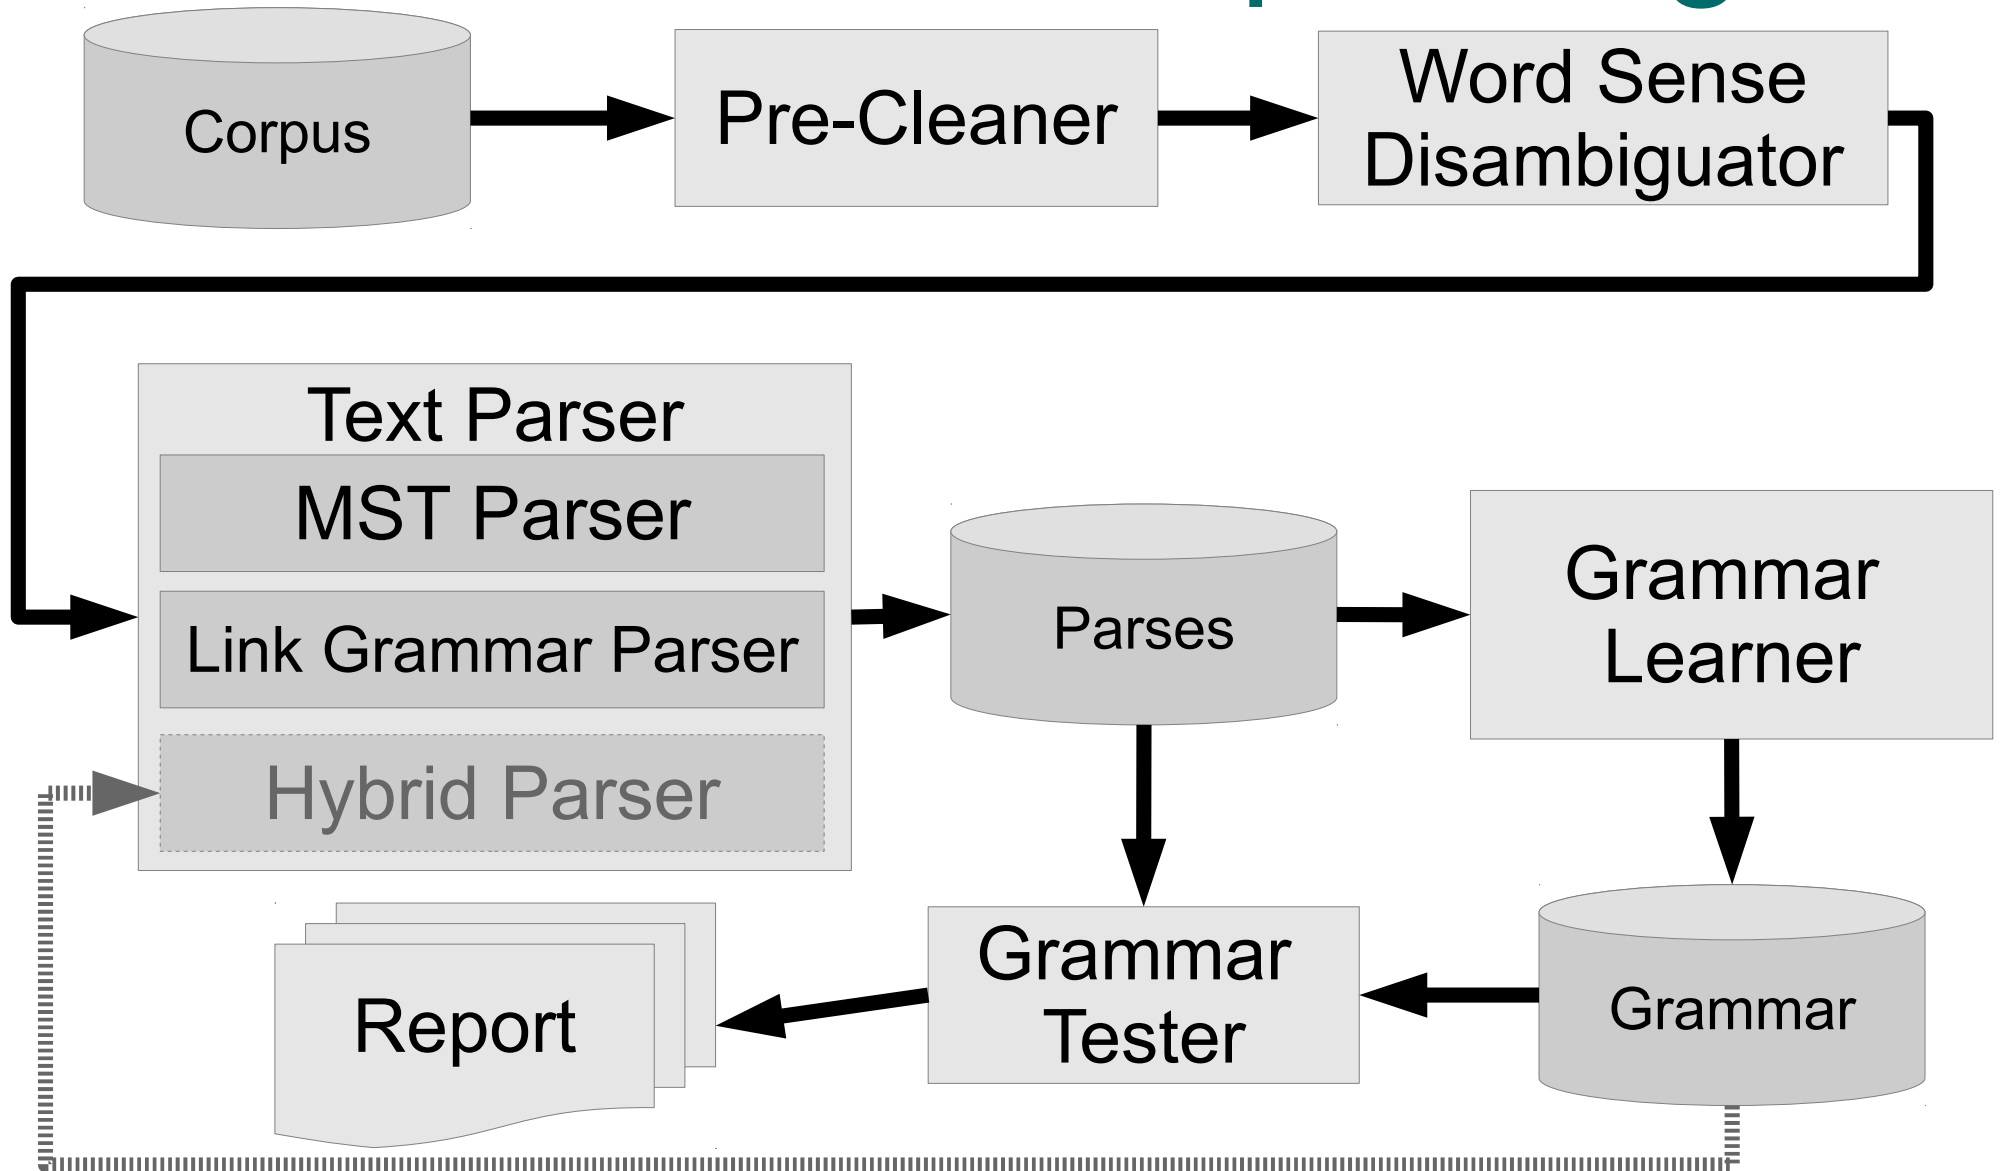 Corpus
Pre-Cleaner
Word Sense
Disambiguator
Text Parser
MST Parser
Link Grammar Parser
Hybrid Parser
Parses
Grammar
Learner
Report
Grammar
Tester
Grammar